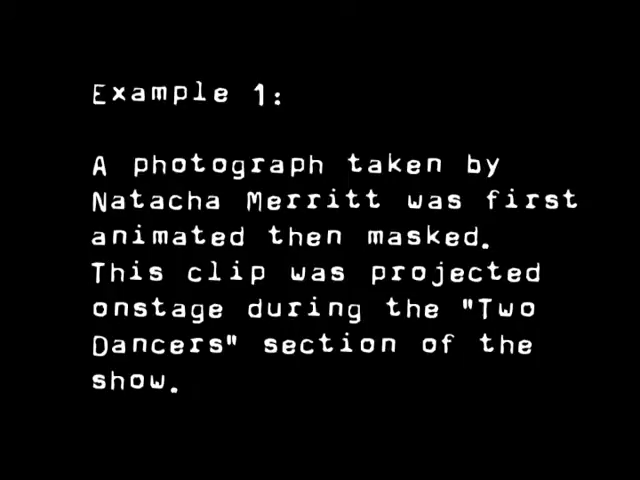 Example 1:
A photograph taken by
Natacha Merritt was first
animated then masked.
This clip was projected
onstage during the "Two
Dancers" section of the
show.